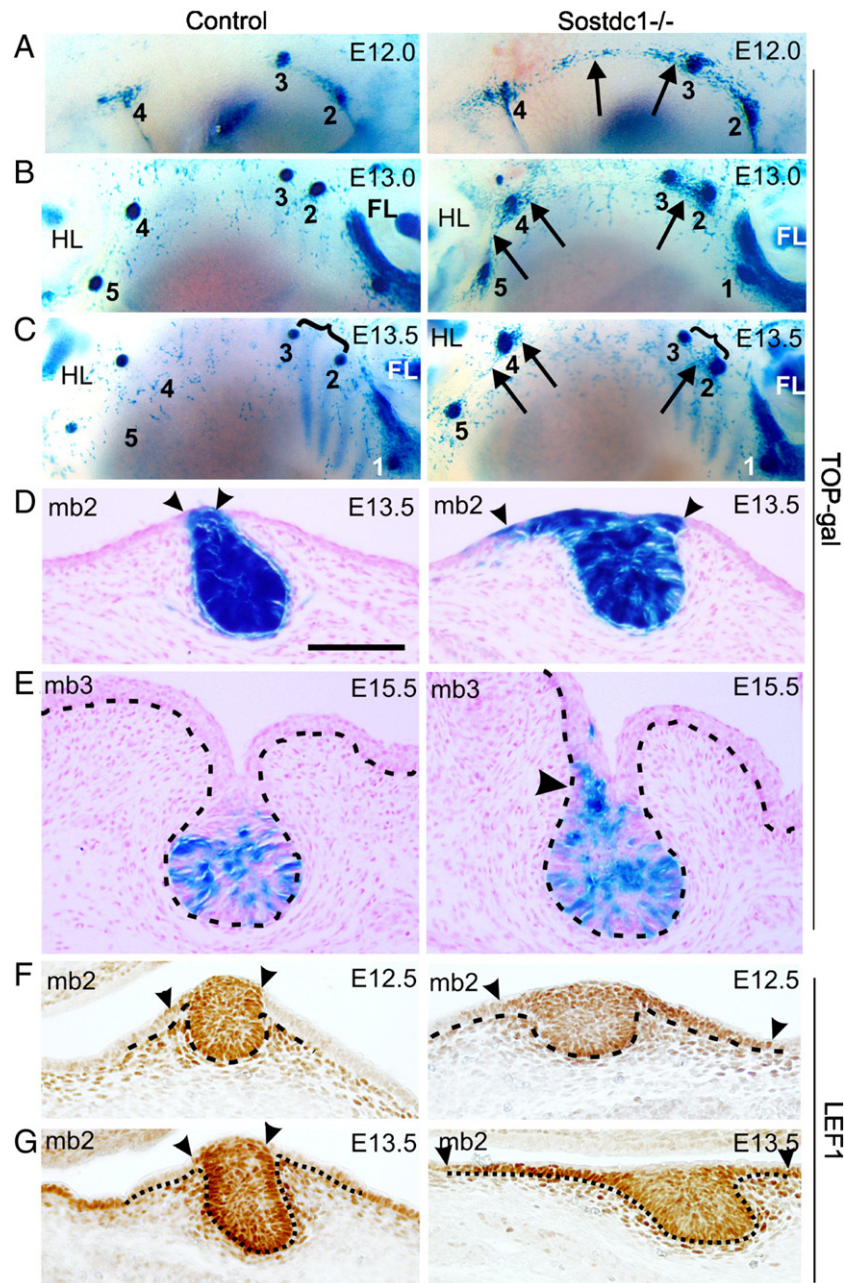 Control Sostdc1-/-
A E12.0 E12.0
3 3
4 2 4 2
B E13.0 E13.0
3 2 3 2
HL 4 FL HL 4 FL
5 5 1
C E13.5 E13.5
HL 3 2 FL HL 3 2 FL
4 4
5 1 5 1
TOP-gal
D mb2 E13.5 E13.5
E mb3 E15.5 mb3 E15.5
F mb2 E12.5 mb2 E12.5
G mb2 E13.5 mb2 E13.5
LEF1